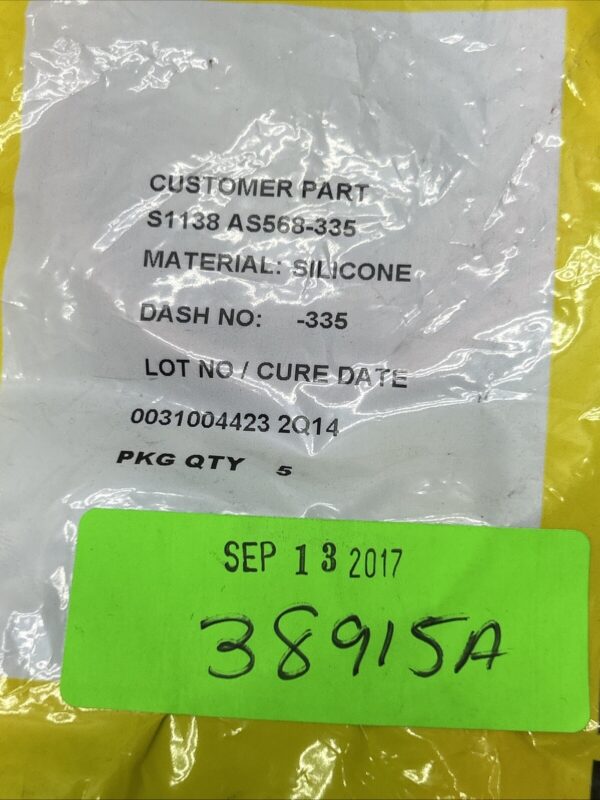 CUSTOMER PART
S1138 AS568-335
MATERIAL: SILICONE
DASH NO: -335
LOT NO / CURE DATE
0031004423 2Q14
PKG QTY 5
SEP 13 2017
38915A